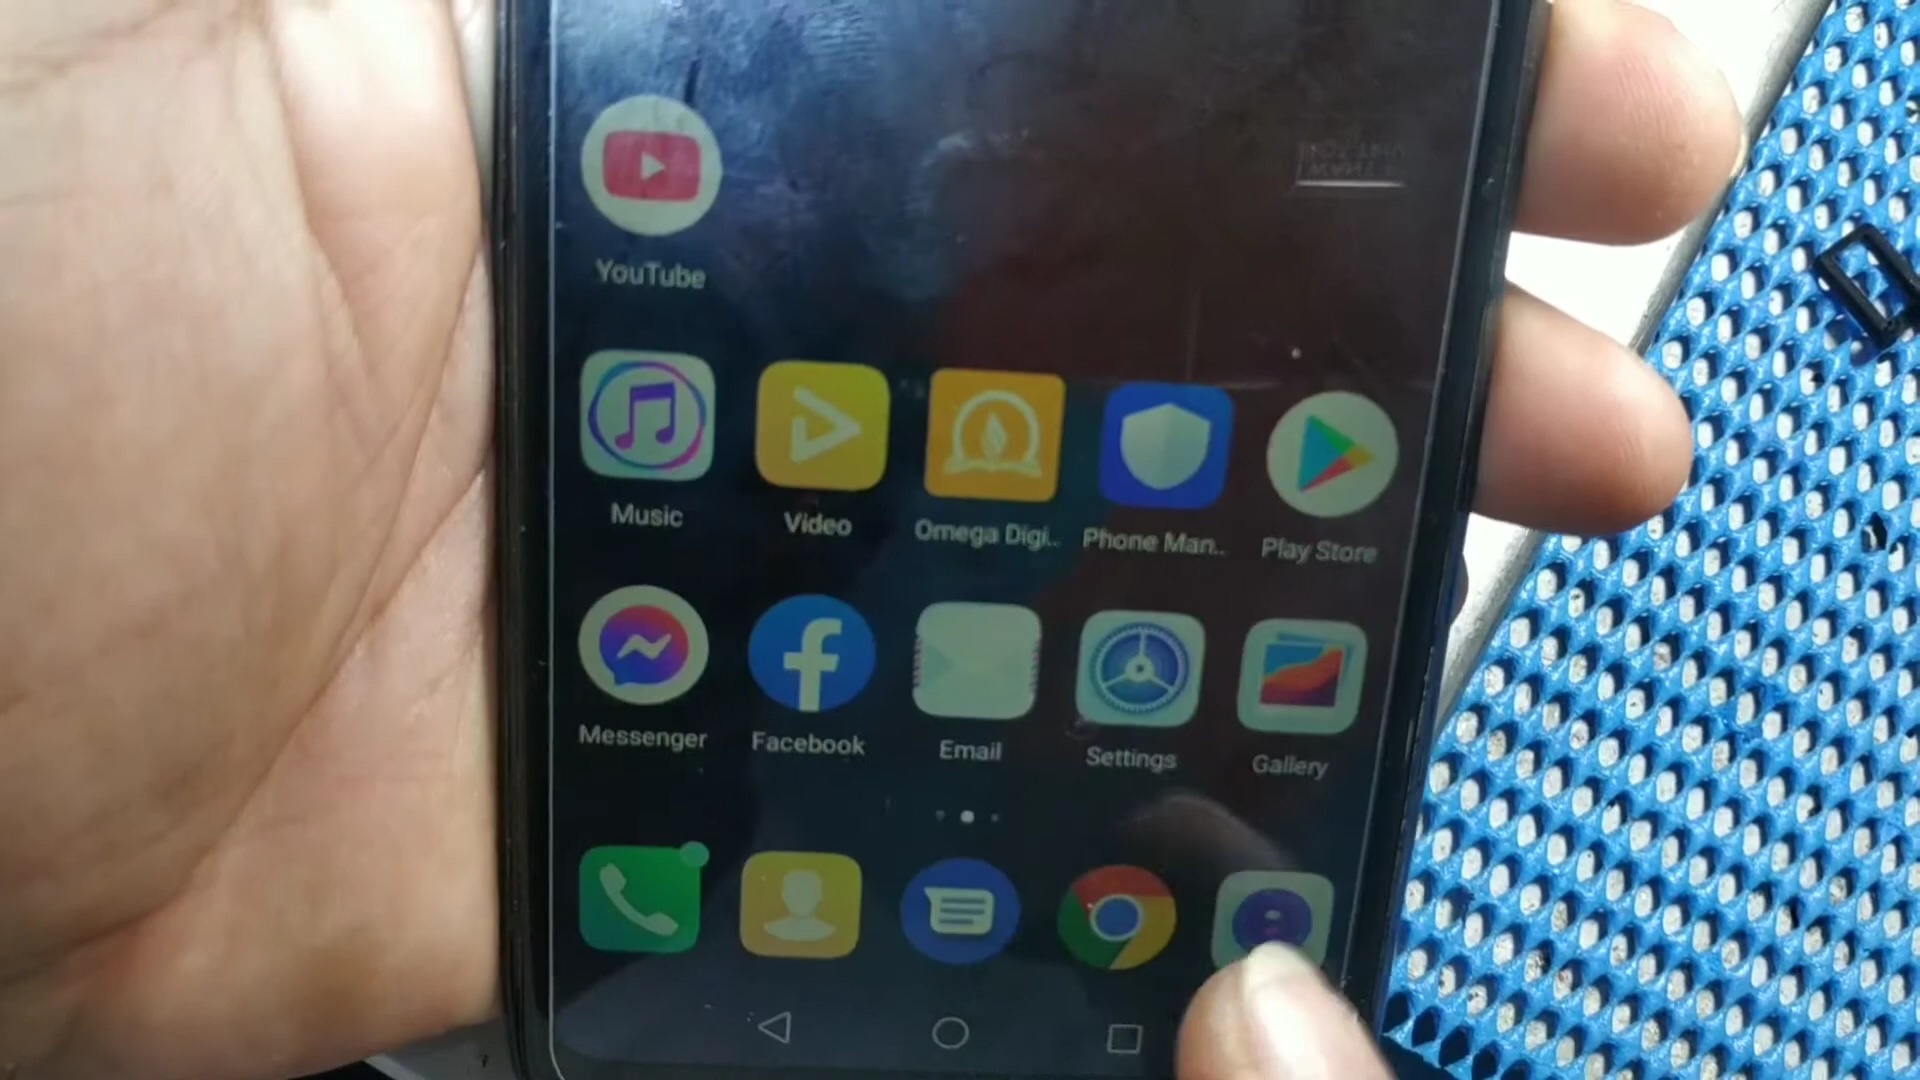 YouTube
Music Video Omega Digi.. Phone Man.. Play Store
Messenger Facebook Email Settings Gallery